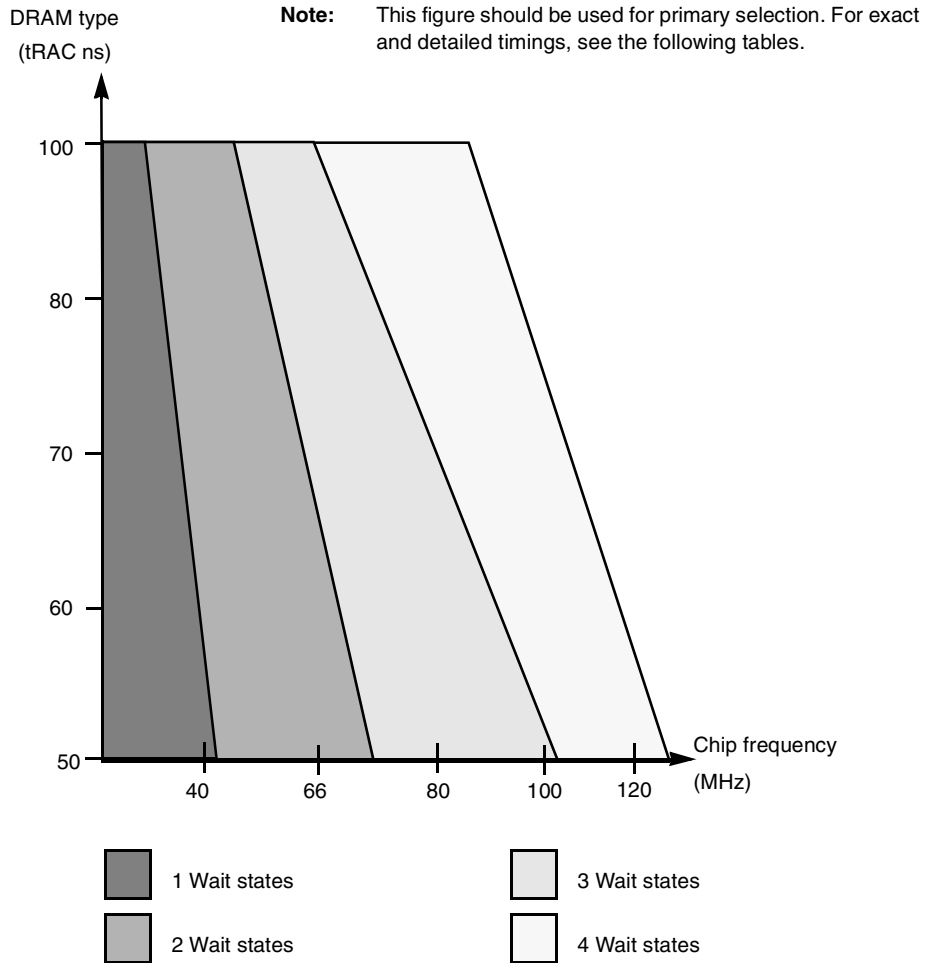 DRAM type
(tRAC ns)
Note: This figure should be used for primary selection. For exact
and detailed timings, see the following tables.
100
80
70
60
50
40 66 80 100 120
Chip frequency
(MHz)
1 Wait states
3 Wait states
2 Wait states
4 Wait states